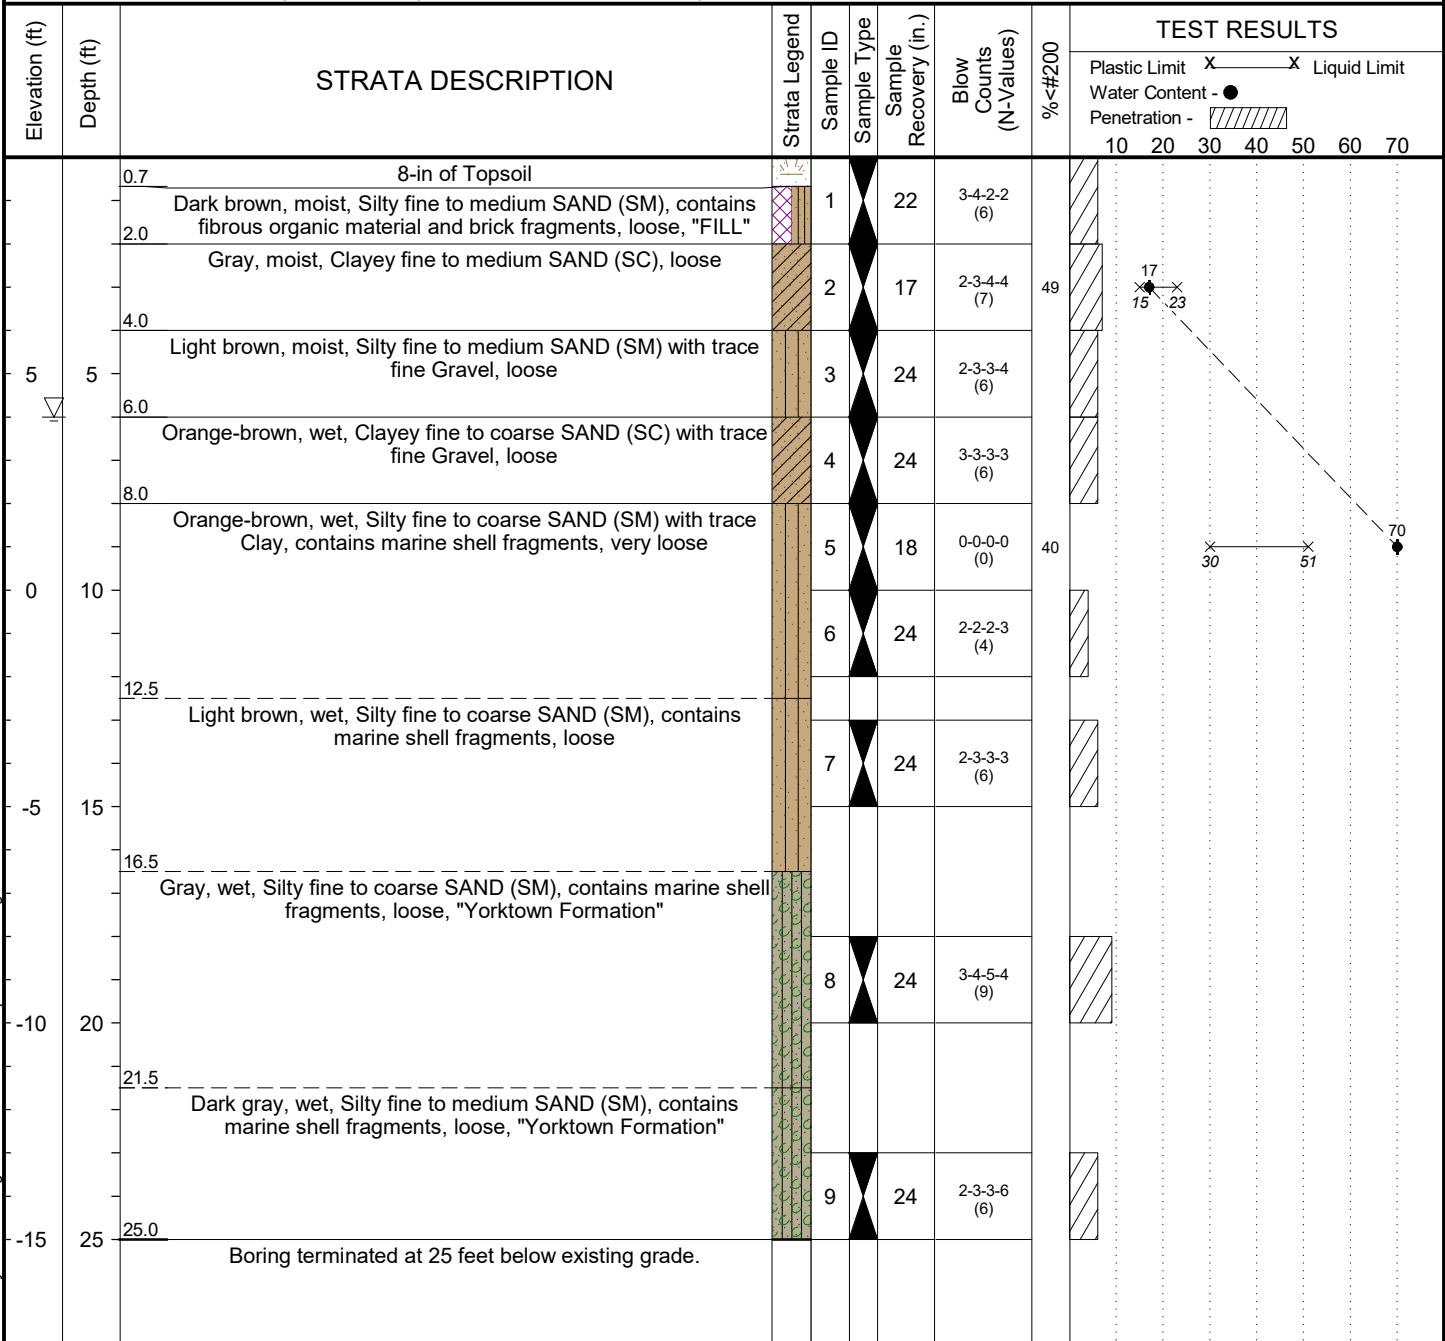 Elevation (ft)
Depth (ft)
STRATA DESCRIPTION
Strata Legend
Sample ID
Sample Type
Sample
Recovery (in.)
Blow
Counts
(N-Values)
%<#200
TEST RESULTS
Plastic Limit X X Liquid Limit
Water Content -
Penetration -
10 20 30 40 50 60 70
8-in of Topsoil
0.7
Dark brown, moist, Silty fine to medium SAND (SM), contains
fibrous organic material and brick fragments, loose, "FILL"
2.0
1 22 3-4-2-2
(6)
Gray, moist, Clayey fine to medium SAND (SC), loose
4.0
2 17 2-3-4-4
(7)
49
17
15 23
Light brown, moist, Silty fine to medium SAND (SM) with trace
fine Gravel, loose
5 5
6.0
3 24 2-3-3-4
(6)
Orange-brown, wet, Clayey fine to coarse SAND (SC) with trace
fine Gravel, loose
8.0
4 24 3-3-3-3
(6)
Orange-brown, wet, Silty fine to coarse SAND (SM) with trace
Clay, contains marine shell fragments, very loose
5 18 0-0-0-0
(0)
40
70
30 51
0 10
6 24 2-2-2-3
(4)
12.5
Light brown, wet, Silty fine to coarse SAND (SM), contains
marine shell fragments, loose
7 24 2-3-3-3
(6)
-5 15
16.5
Gray, wet, Silty fine to coarse SAND (SM), contains marine shell
fragments, loose, "Yorktown Formation"
8 24 3-4-5-4
(9)
-10 20
21.5
Dark gray, wet, Silty fine to medium SAND (SM), contains
marine shell fragments, loose, "Yorktown Formation"
9 24 2-3-3-6
(6)
25.0
-15 25
Boring terminated at 25 feet below existing grade.